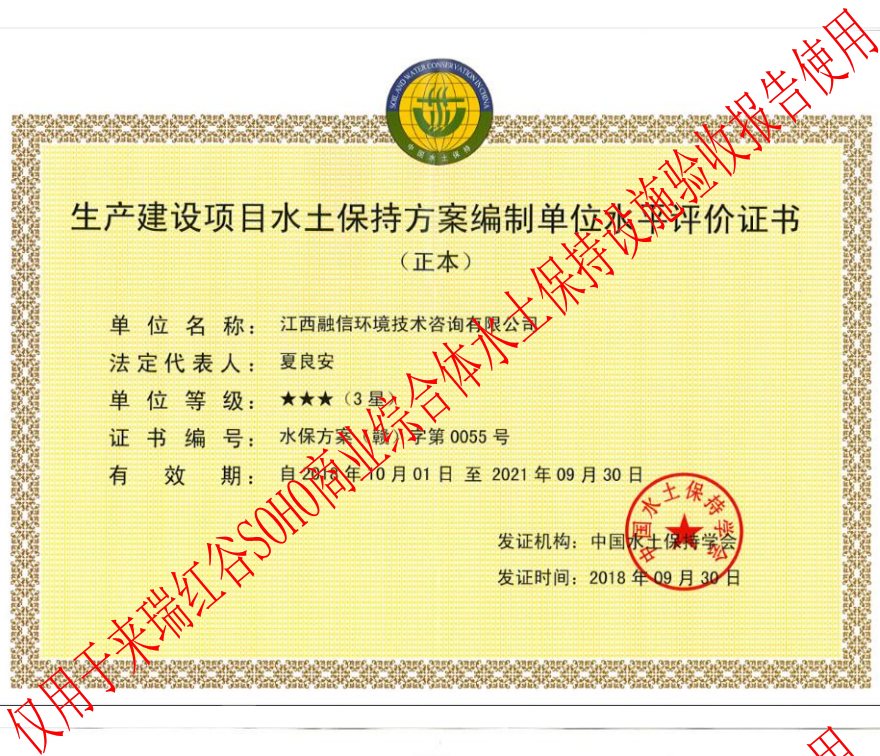 SOIL AND WATER CONSERVATION IN CHINA
中国水土保持
生产建设项目水土保持方案编制单位水平评价证书
（正本）
单位名称：江西融信环境技术咨询有限公司
法定代表人：夏良安
单位等级：★★★（3星）
证书编号：水保方案（赣）字第0055号
有效期：自2018年10月01日 至 2021年09月30日
发证机构：中国水土保持学会
发证时间：2018年09月30日
中国水土保持学会
仅用于来瑞红谷SOHO商业综合体水土保持设施验收报告使用
用